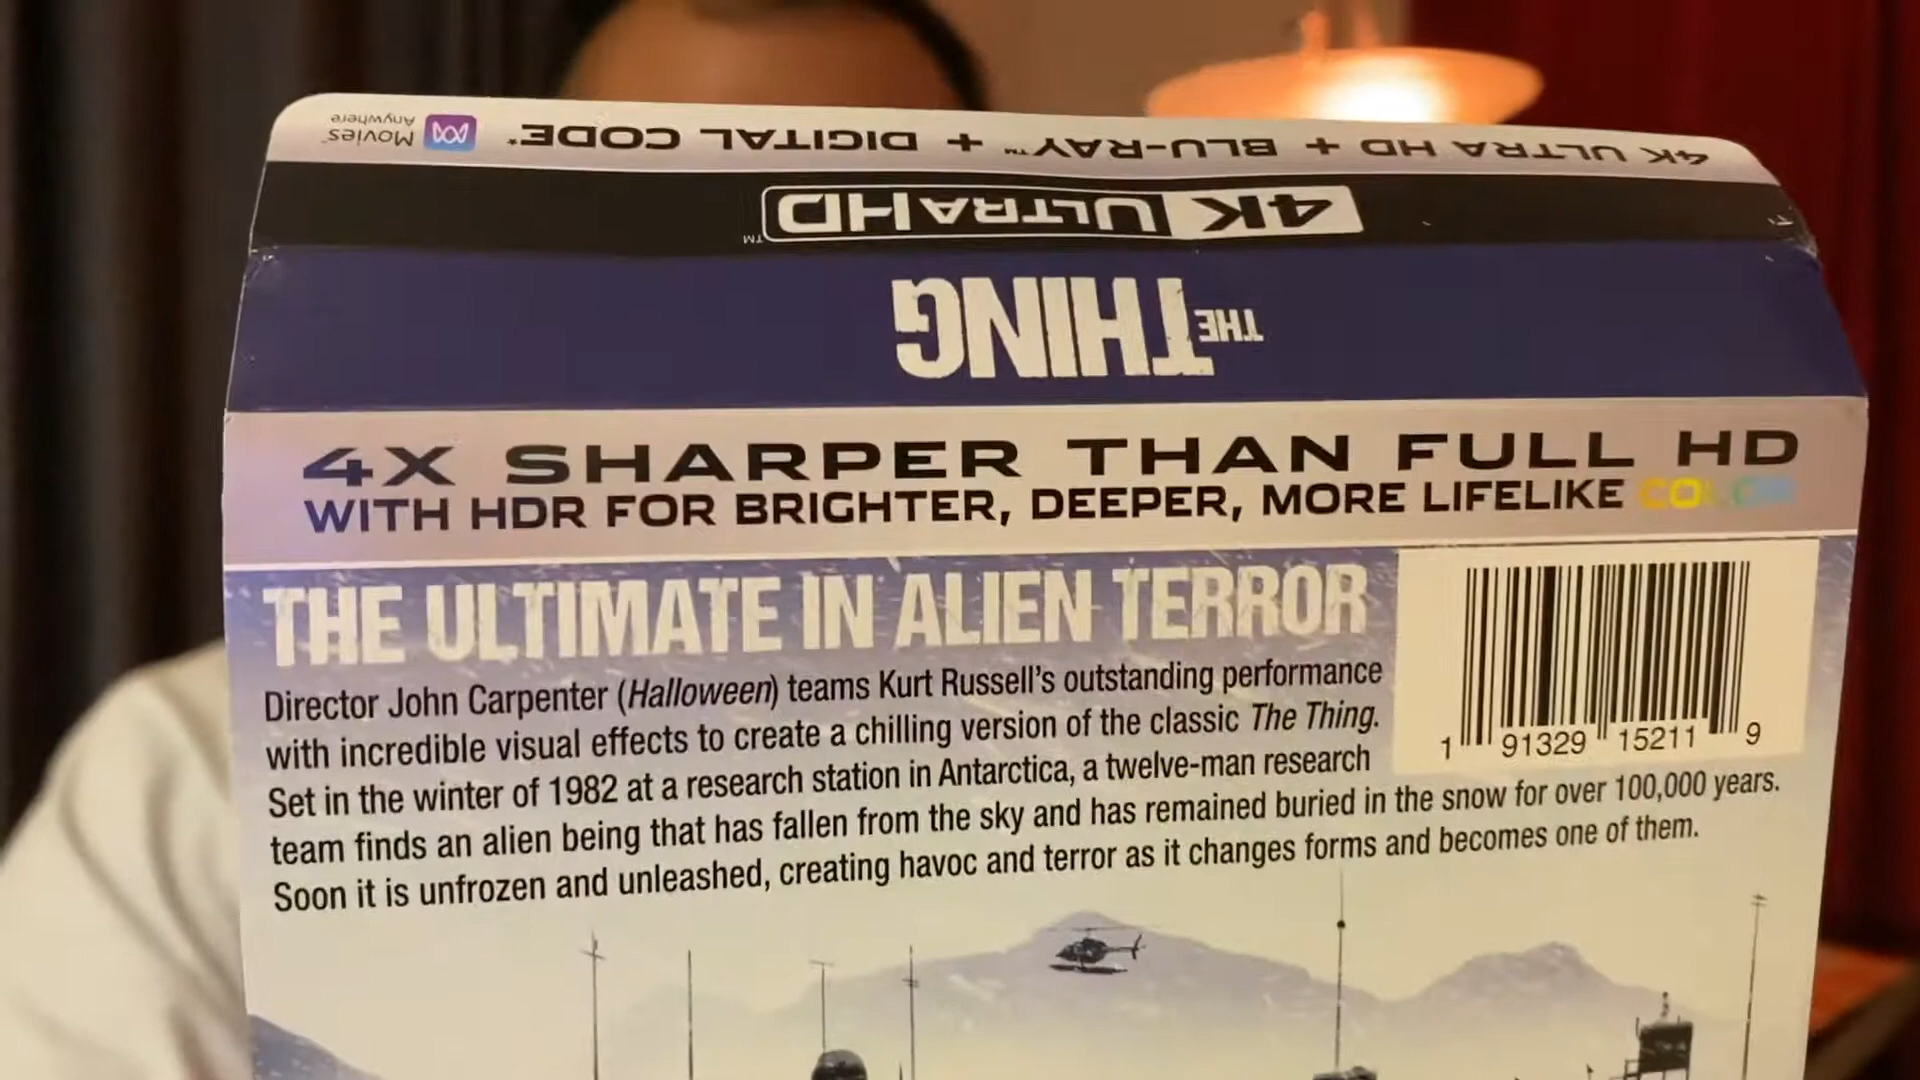 4K ULTRA HD + BLU-RAY™ + DIGITAL CODE*
Movies Anywhere
4K ULTRA HD™
THE THING
4X SHARPER THAN FULL HD
WITH HDR FOR BRIGHTER, DEEPER, MORE LIFELIKE COLOR
THE ULTIMATE IN ALIEN TERROR
Director John Carpenter (Halloween) teams Kurt Russell's outstanding performance
with incredible visual effects to create a chilling version of the classic The Thing.
Set in the winter of 1982 at a research station in Antarctica, a twelve-man research
team finds an alien being that has fallen from the sky and has remained buried in the snow for over 100,000 years.
Soon it is unfrozen and unleashed, creating havoc and terror as it changes forms and becomes one of them.
1 91329 15211 9